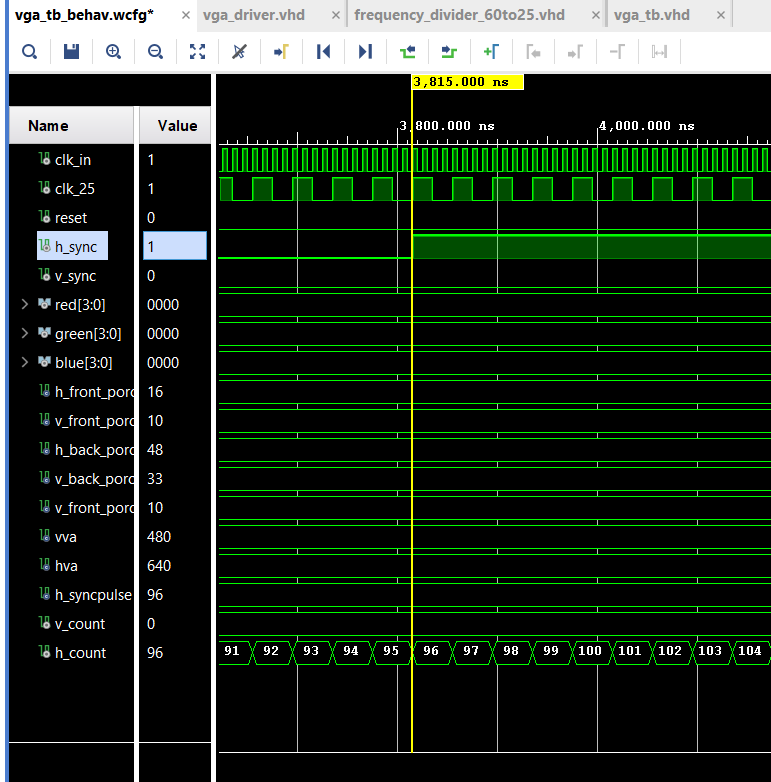 vga_tb_behav.wcfg* × vga_driver.vhd × frequency_divider_60to25.vhd × vga_tb.vhd ×
3,815.000 ns
Name Value
3,800.000 ns 4,000.000 ns
clk_in 1
clk_25 1
reset 0
h_sync 1
v_sync 0
red[3:0] 0000
green[3:0] 0000
blue[3:0] 0000
h_front_porc 16
v_front_porc 10
h_back_porc 48
v_back_porc 33
v_front_porc 10
vva 480
hva 640
h_syncpulse 96
v_count 0
h_count 96 91 92 93 94 95 96 97 98 99 100 101 102 103 104